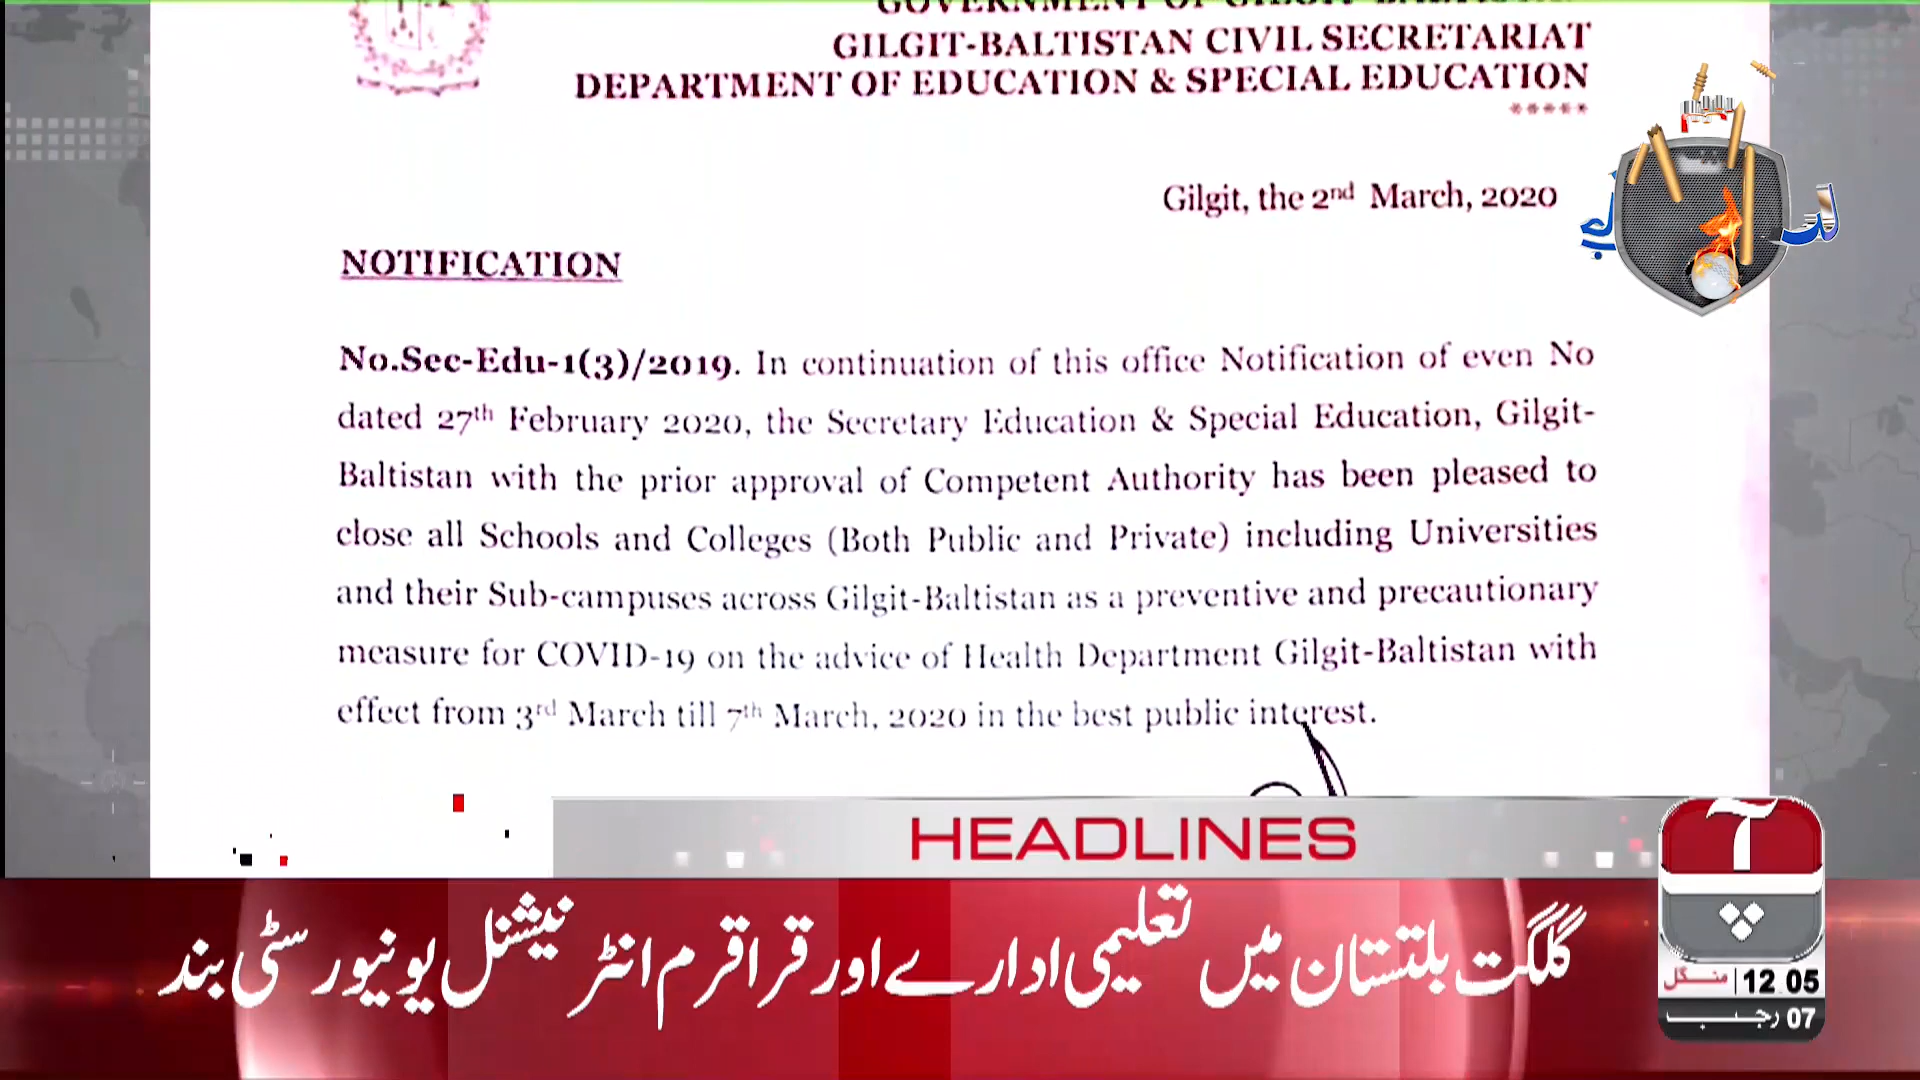 GOVERNMENT OF GILGIT-BALTISTAN
GILGIT-BALTISTAN CIVIL SECRETARIAT
DEPARTMENT OF EDUCATION & SPECIAL EDUCATION
*****
Gilgit, the 2nd March, 2020
NOTIFICATION
No.Sec-Edu-1(3)/2019. In continuation of this office Notification of even No
dated 27th February 2020, the Secretary Education & Special Education, Gilgit-
Baltistan with the prior approval of Competent Authority has been pleased to
close all Schools and Colleges (Both Public and Private) including Universities
and their Sub-campuses across Gilgit-Baltistan as a preventive and precautionary
measure for COVID-19 on the advice of Health Department Gilgit-Baltistan with
effect from 3rd March till 7th March, 2020 in the best public interest.
HEADLINES
گلگت بلتستان میں تعلیمی ادارے اور قراقرم انٹرنیشنل یونیورسٹی بند
آپ
منگل 12 05
07 رجب